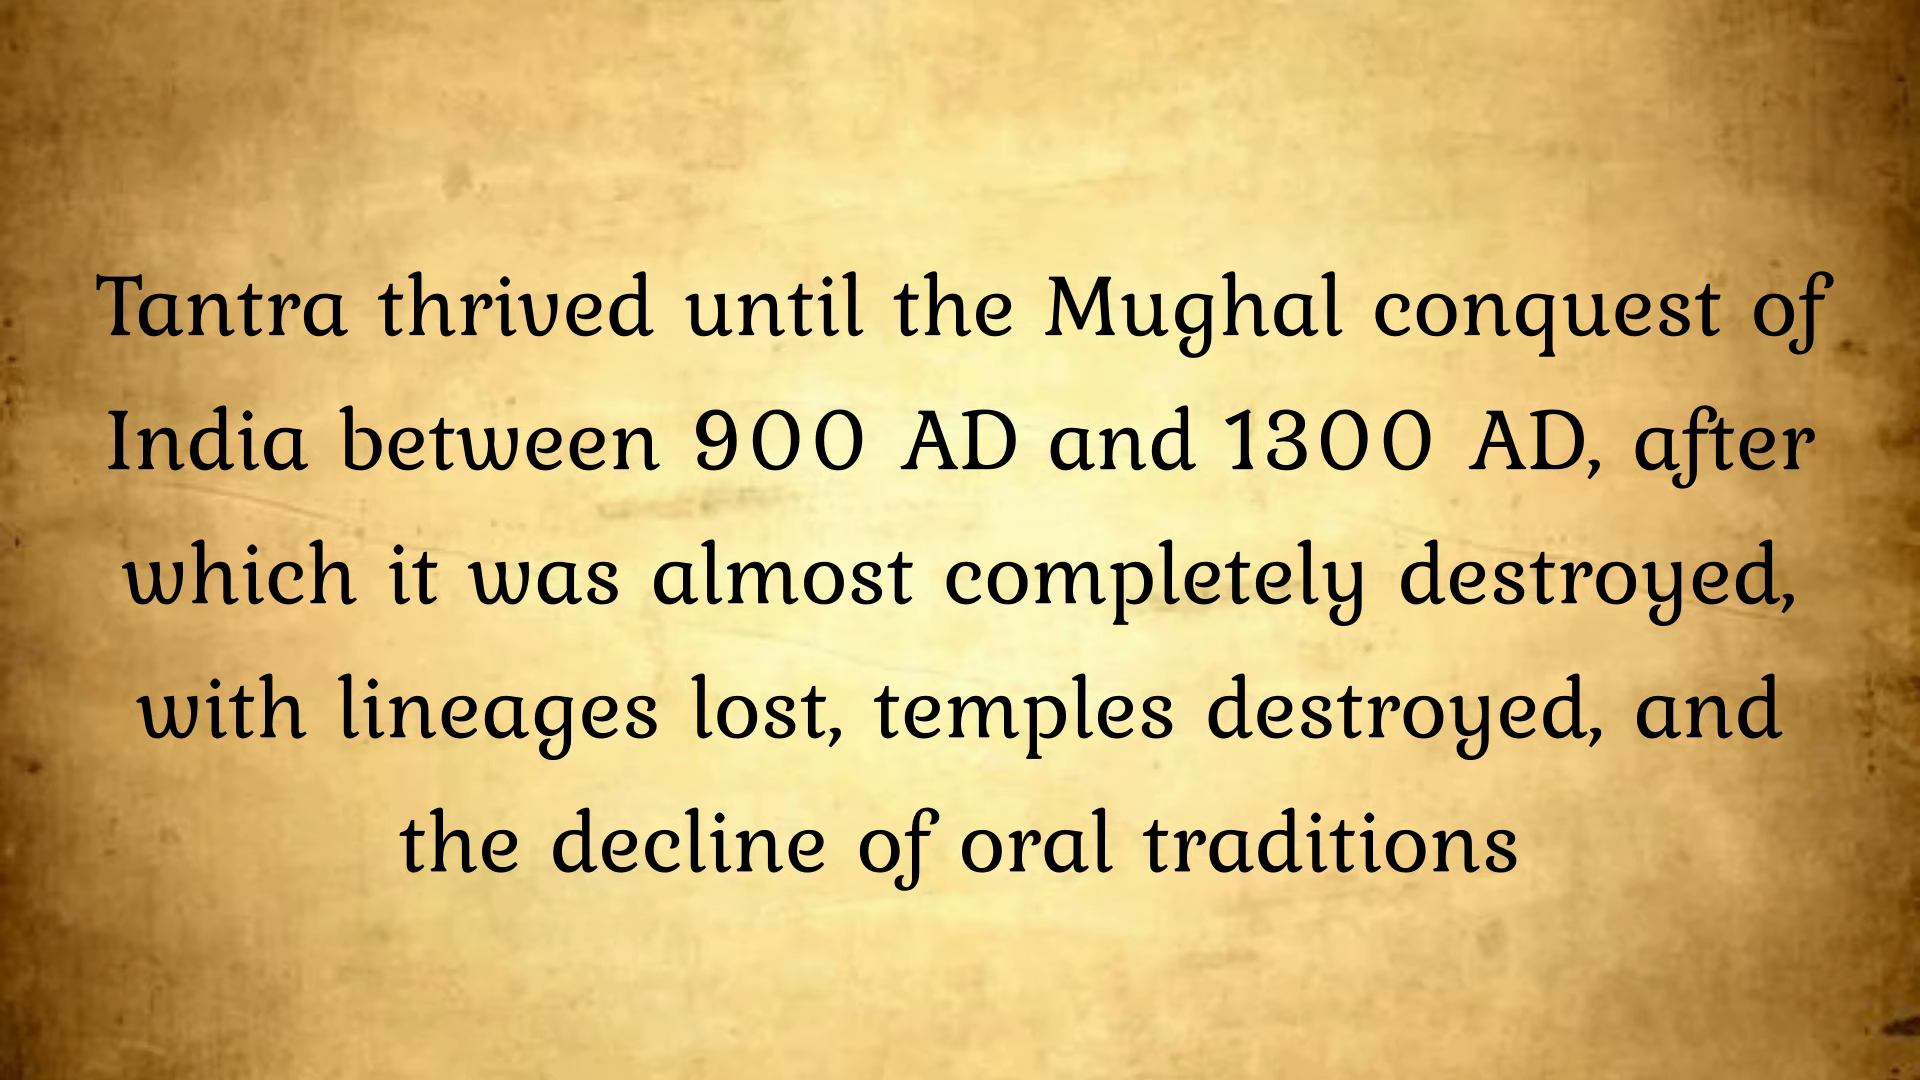 Tantra thrived until the Mughal conquest of
India between 900 AD and 1300 AD, after
which it was almost completely destroyed,
with lineages lost, temples destroyed, and
the decline of oral traditions